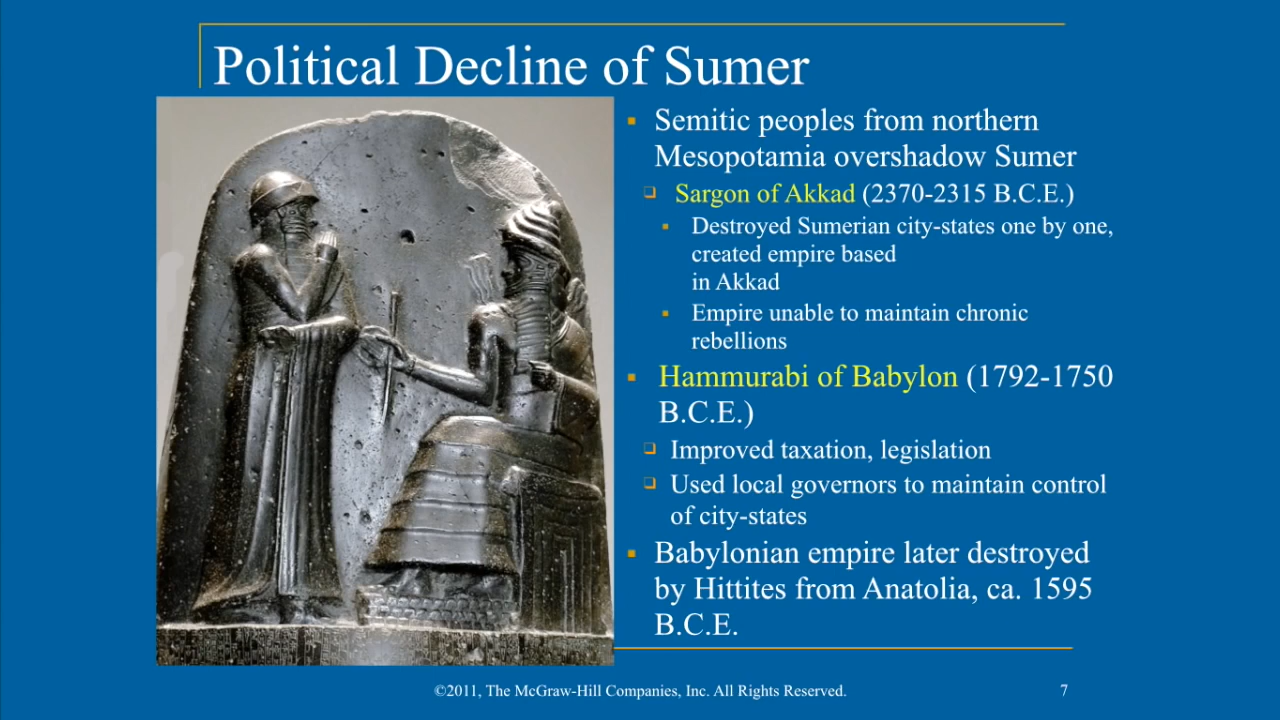 Political Decline of Sumer
Semitic peoples from northern
Mesopotamia overshadow Sumer
Sargon of Akkad (2370-2315 B.C.E.)
Destroyed Sumerian city-states one by one,
created empire based
in Akkad
Empire unable to maintain chronic
rebellions
Hammurabi of Babylon (1792-1750
B.C.E.)
Improved taxation, legislation
Used local governors to maintain control
of city-states
Babylonian empire later destroyed
by Hittites from Anatolia, ca. 1595
B.C.E.
©2011, The McGraw-Hill Companies, Inc. All Rights Reserved.
7